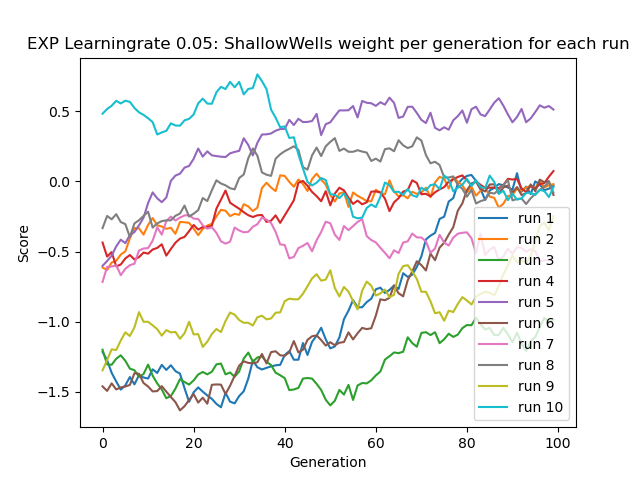 EXP Learningrate 0.05: ShallowWells weight per generation for each run
Score
0.5
0.0
−0.5
−1.0
−1.5
0 20 40 60 80 100
Generation
run 1
run 2
run 3
run 4
run 5
run 6
run 7
run 8
run 9
run 10